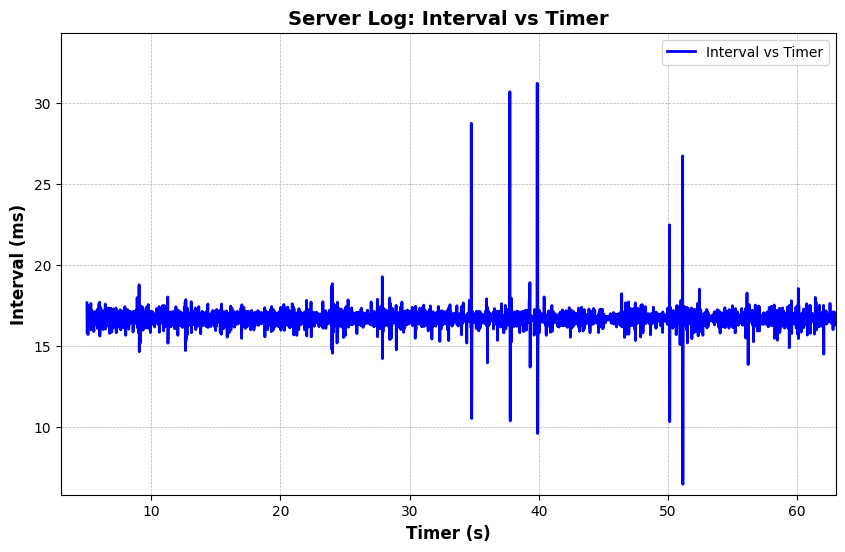 Server Log: Interval vs Timer
Interval vs Timer
30
25
20
15
10
Interval (ms)
10 20 30 40 50 60
Timer (s)